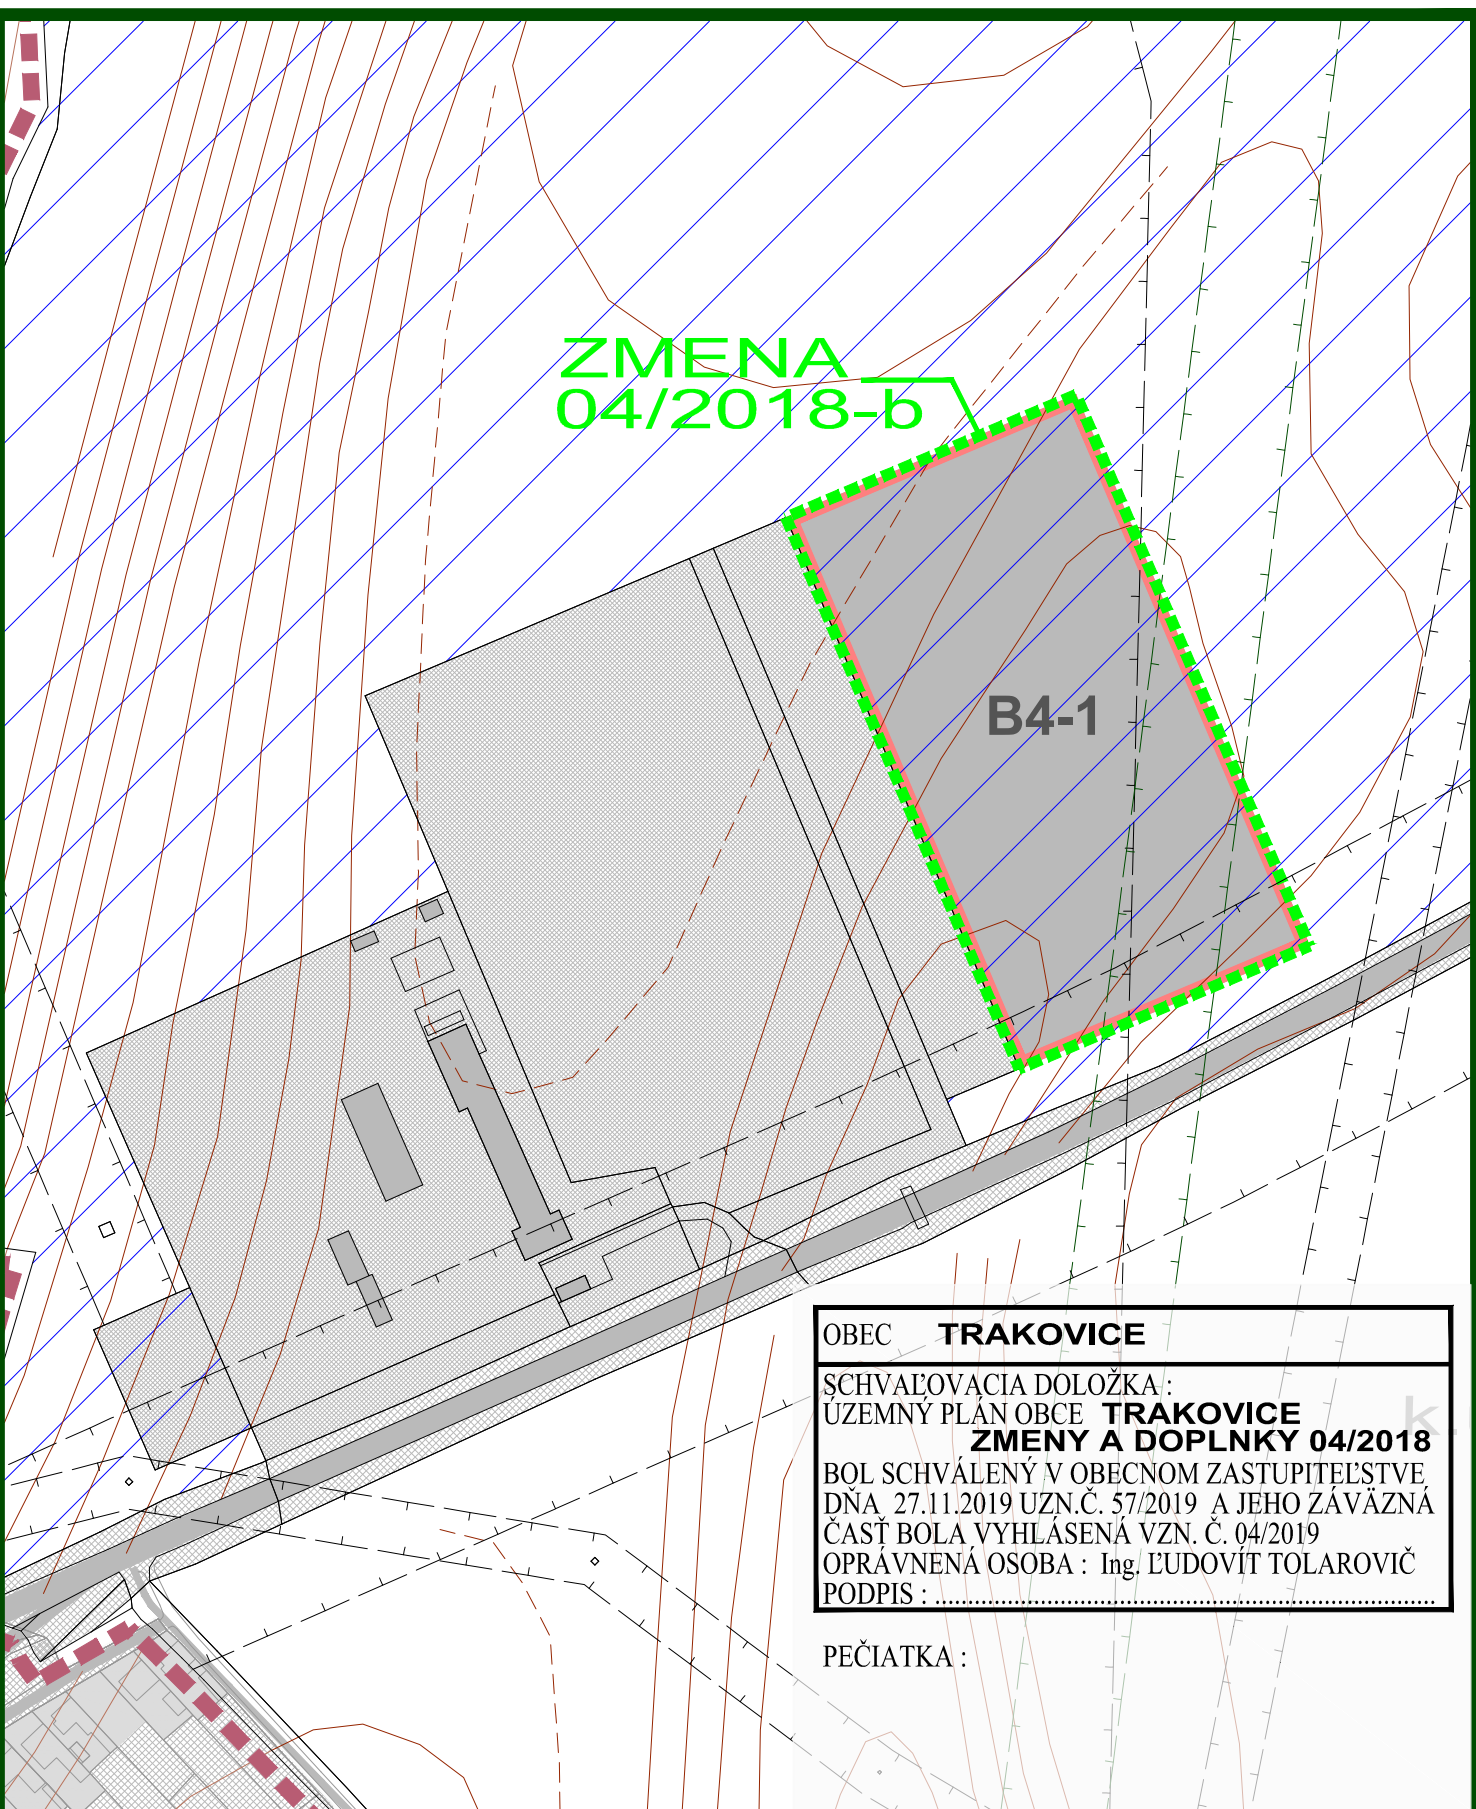 ZMENA
04/2018-b
B4-1
OBEC TRAKOVICE
SCHVAĽOVACIA DOLOŽKA :
ÚZEMNÝ PLÁN OBCE TRAKOVICE
ZMENY A DOPLNKY 04/2018
BOL SCHVÁLENÝ V OBECNOM ZASTUPITEĽSTVE
DŇA 27.11.2019 UZN.Č. 57/2019 A JEHO ZÁVÄZNÁ
ČASŤ BOLA VYHLÁSENÁ VZN. Č. 04/2019
OPRÁVNENÁ OSOBA : Ing. ĽUDOVÍT TOLAROVIČ
PODPIS : ................................................................................
PEČIATKA :
k.